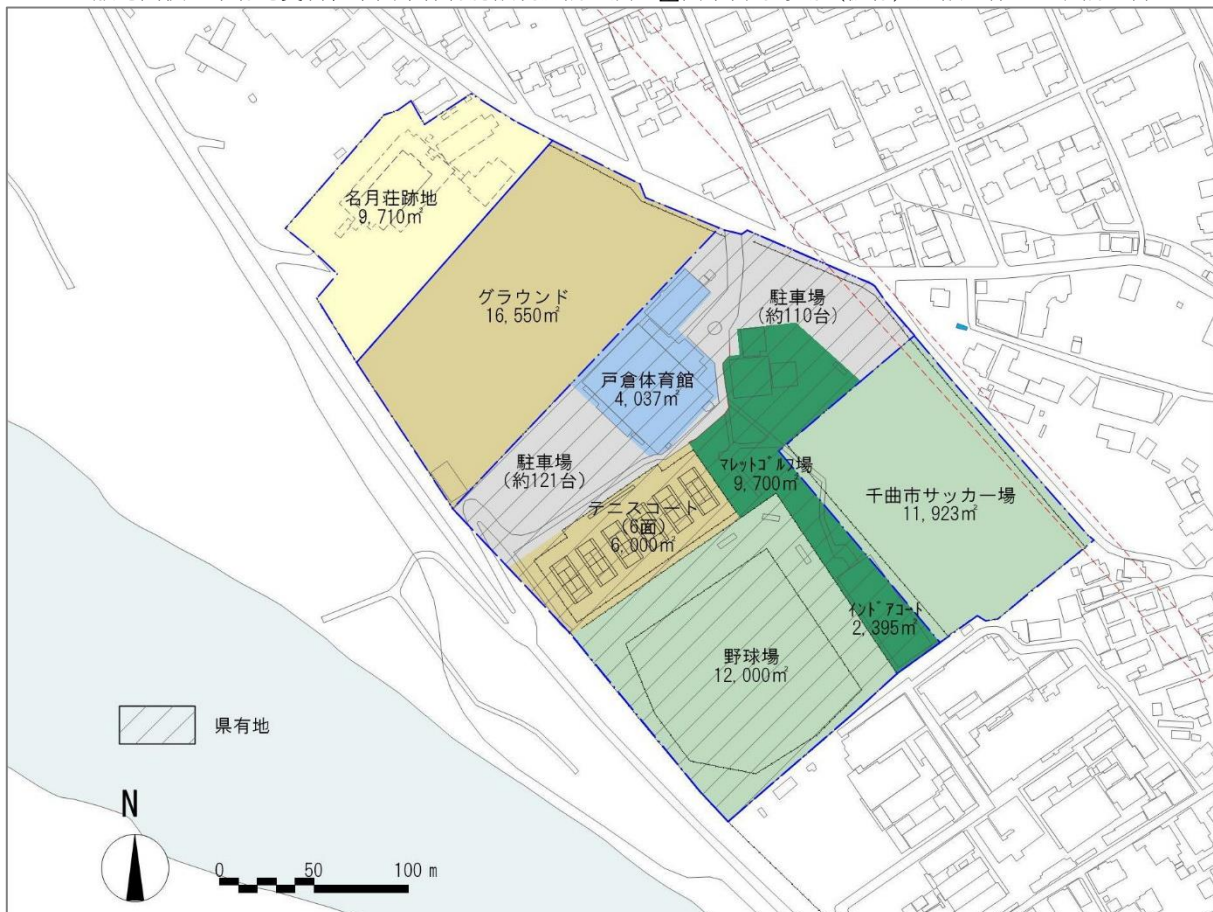 名月荘跡地
9,710㎡
グラウンド
16,550㎡
駐車場
(約110台)
戸倉体育館
4,037㎡
駐車場
(約121台)
マレットゴルフ場
9,700㎡
千曲市サッカー場
11,923㎡
テニスコート
(6面)
6,000㎡
インドアコート
2,395㎡
野球場
12,000㎡
県有地
N
0 50 100 m